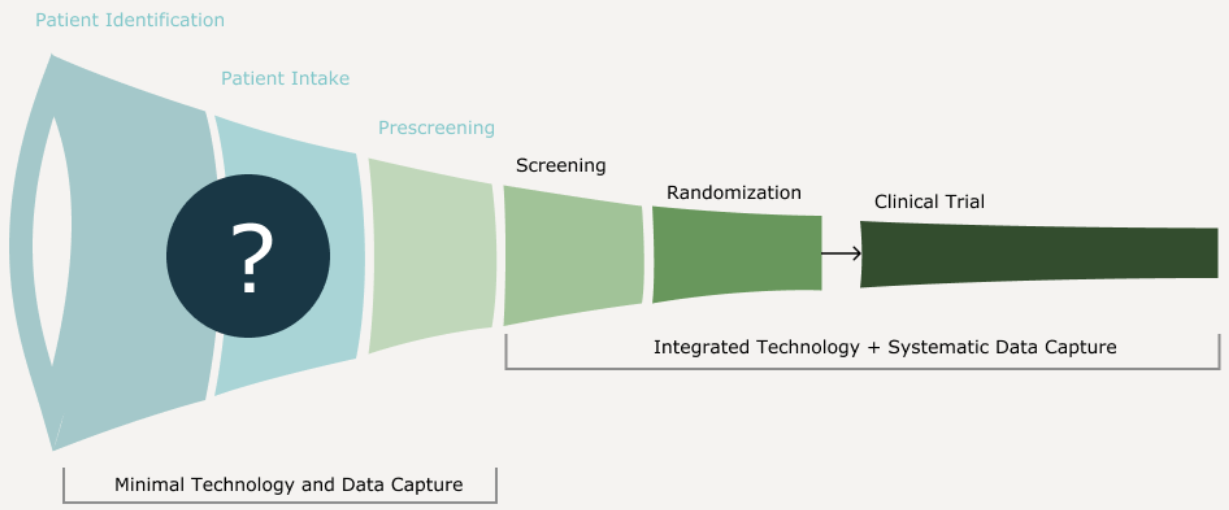 Patient Identification
Patient Intake
Prescreening
Screening
Randomization
Clinical Trial
?
Integrated Technology + Systematic Data Capture
Minimal Technology and Data Capture